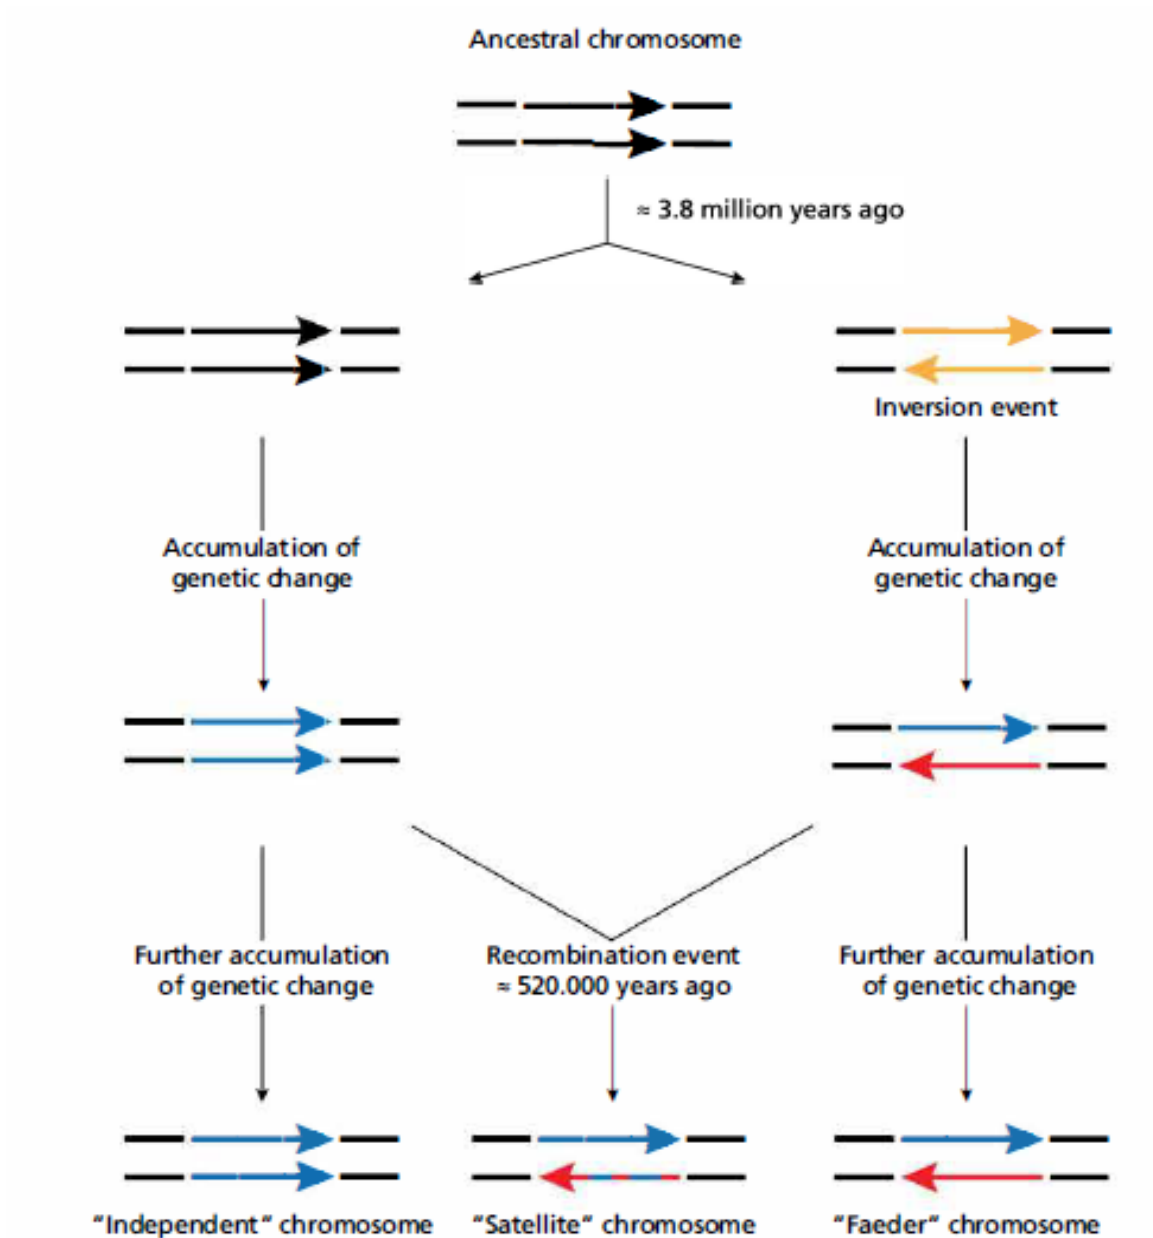 Ancestral chromosome
≈ 3.8 million years ago
Inversion event
Accumulation of
genetic change
Accumulation of
genetic change
Further accumulation
of genetic change
Recombination event
≈ 520.000 years ago
Further accumulation
of genetic change
“Independent“ chromosome
“Satellite“ chromosome
“Faeder“ chromosome